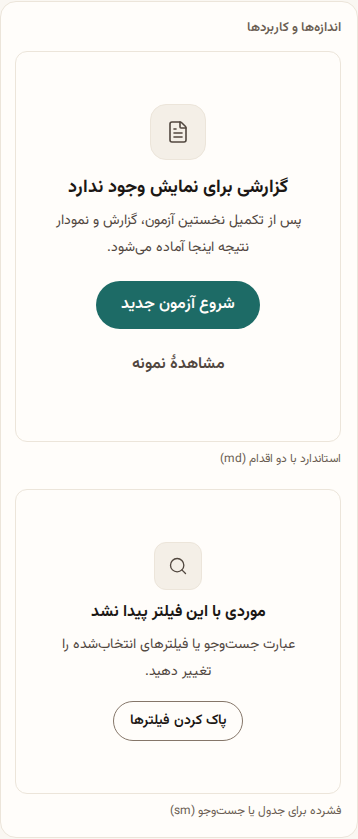 اندازه‌ها و کاربردها
گزارشی برای نمایش وجود ندارد
پس از تکمیل نخستین آزمون، گزارش و نمودار
نتیجه اینجا آماده می‌شود.
شروع آزمون جدید
مشاهدهٔ نمونه
استاندارد با دو اقدام (md)
موردی با این فیلتر پیدا نشد
عبارت جست‌وجو یا فیلترهای انتخاب‌شده را
تغییر دهید.
پاک کردن فیلترها
فشرده برای جدول یا جست‌وجو (sm)